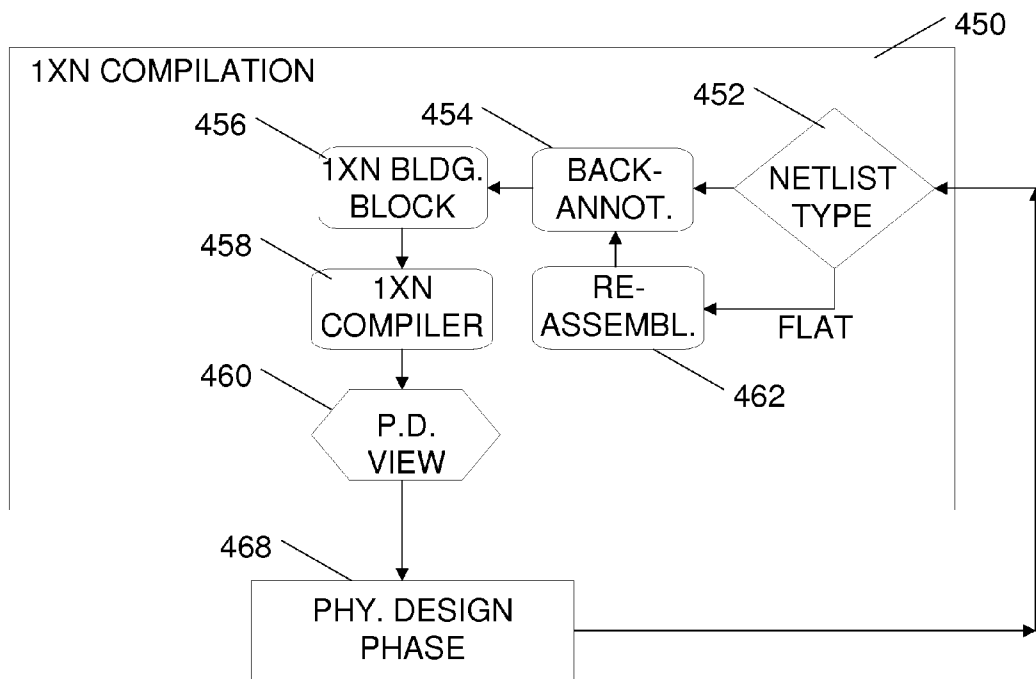 450
1XN COMPILATION
452
454
456
1XN BLDG.
BLOCK
BACK-
ANNOT.
NETLIST
TYPE
458
1XN
COMPILER
RE-
ASSEMBL.
FLAT
460
462
P.D.
VIEW
468
PHY. DESIGN
PHASE